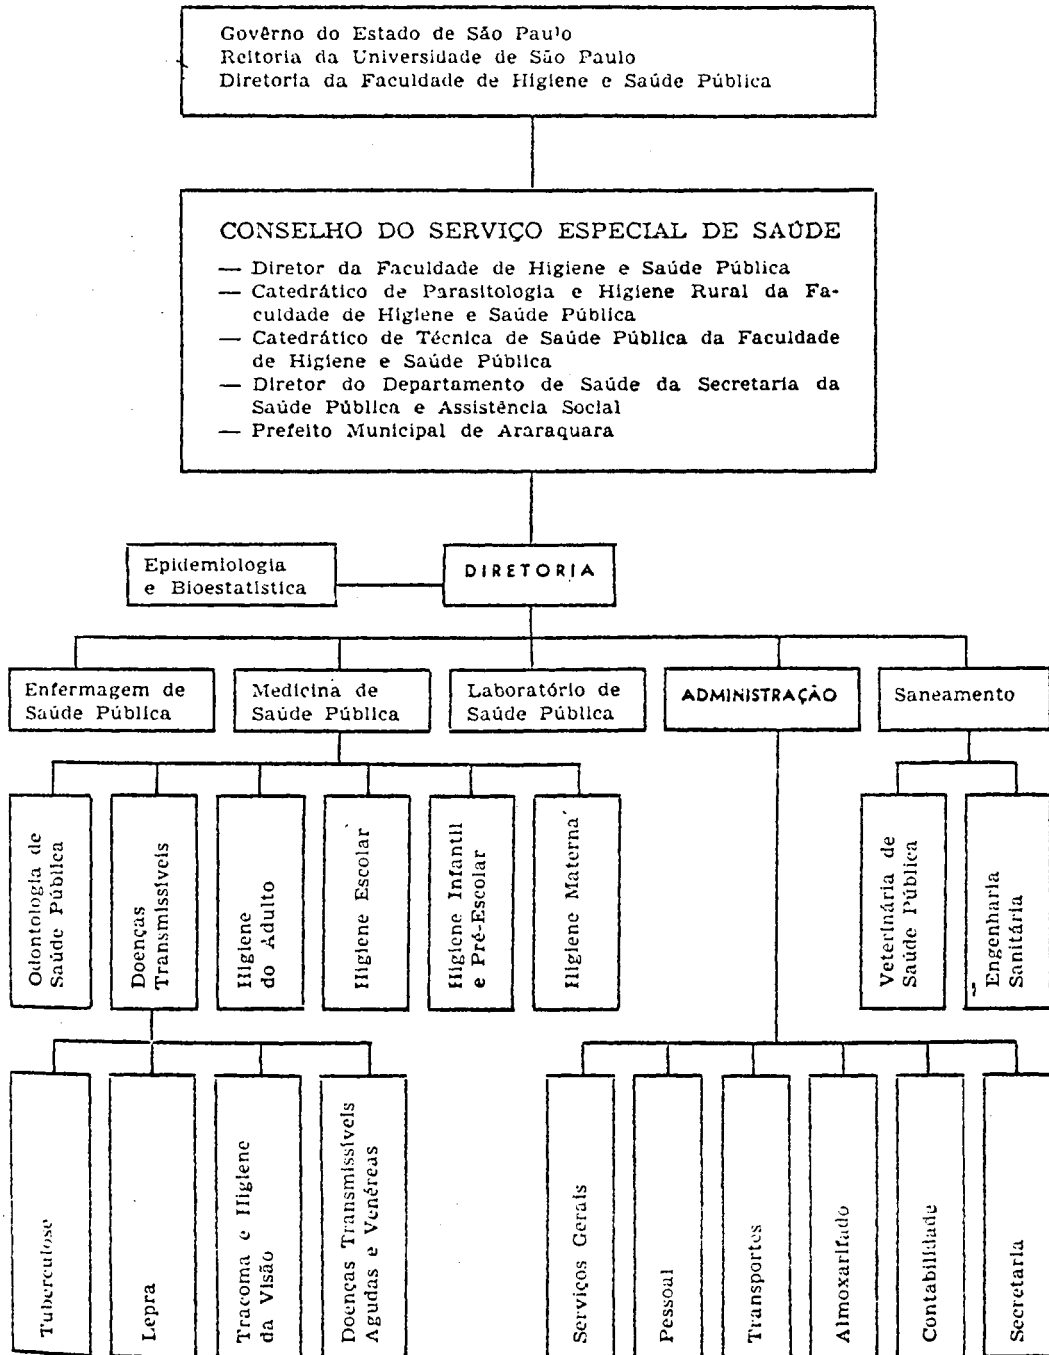 Govêrno do Estado de São Paulo
Reitoria da Universidade de São Paulo
Diretoria da Faculdade de Higiene e Saúde Pública
CONSELHO DO SERVIÇO ESPECIAL DE SAÚDE
— Diretor da Faculdade de Higiene e Saúde Pública
— Catedrático de Parasitologia e Higiene Rural da Fa-
culdade de Higiene e Saúde Pública
— Catedrático de Técnica de Saúde Pública da Faculdade
de Higiene e Saúde Pública
— Diretor do Departamento de Saúde da Secretaria da
Saúde Pública e Assistência Social
— Prefeito Municipal de Araraquara
Epidemiologia
e Bioestatística
DIRETORIA
Enfermagem de
Saúde Pública
Medicina de
Saúde Pública
Laboratório de
Saúde Pública
ADMINISTRAÇÃO
Saneamento
Odontologia de
Saúde Pública
Doenças
Transmissíveis
Higiene
do Adulto
Higiene Escolar
Higiene Infantil
e Pré-Escolar
Higiene Materna
Veterinária de
Saúde Pública
Engenharia
Sanitária
Tuberculose
Lepra
Tracoma e Higiene
da Visão
Doenças Transmissíveis
Agudas e Venéreas
Serviços Gerais
Pessoal
Transportes
Almoxarifado
Contabilidade
Secretaria